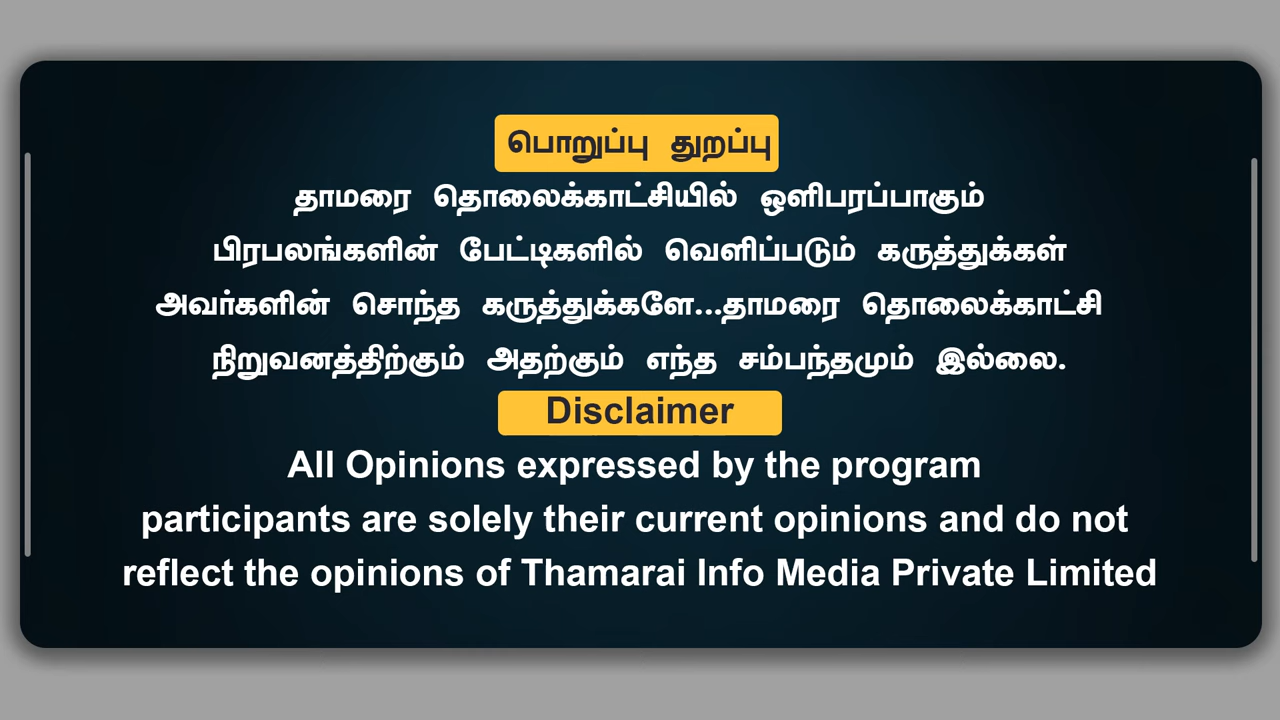 பொறுப்பு துறப்பு
தாமரை தொலைக்காட்சியில் ஒளிபரப்பாகும்
பிரபலங்களின் பேட்டிகளில் வெளிப்படும் கருத்துக்கள்
அவர்களின் சொந்த கருத்துக்களே...தாமரை தொலைக்காட்சி
நிறுவனத்திற்கும் அதற்கும் எந்த சம்பந்தமும் இல்லை.
Disclaimer
All Opinions expressed by the program
participants are solely their current opinions and do not
reflect the opinions of Thamarai Info Media Private Limited